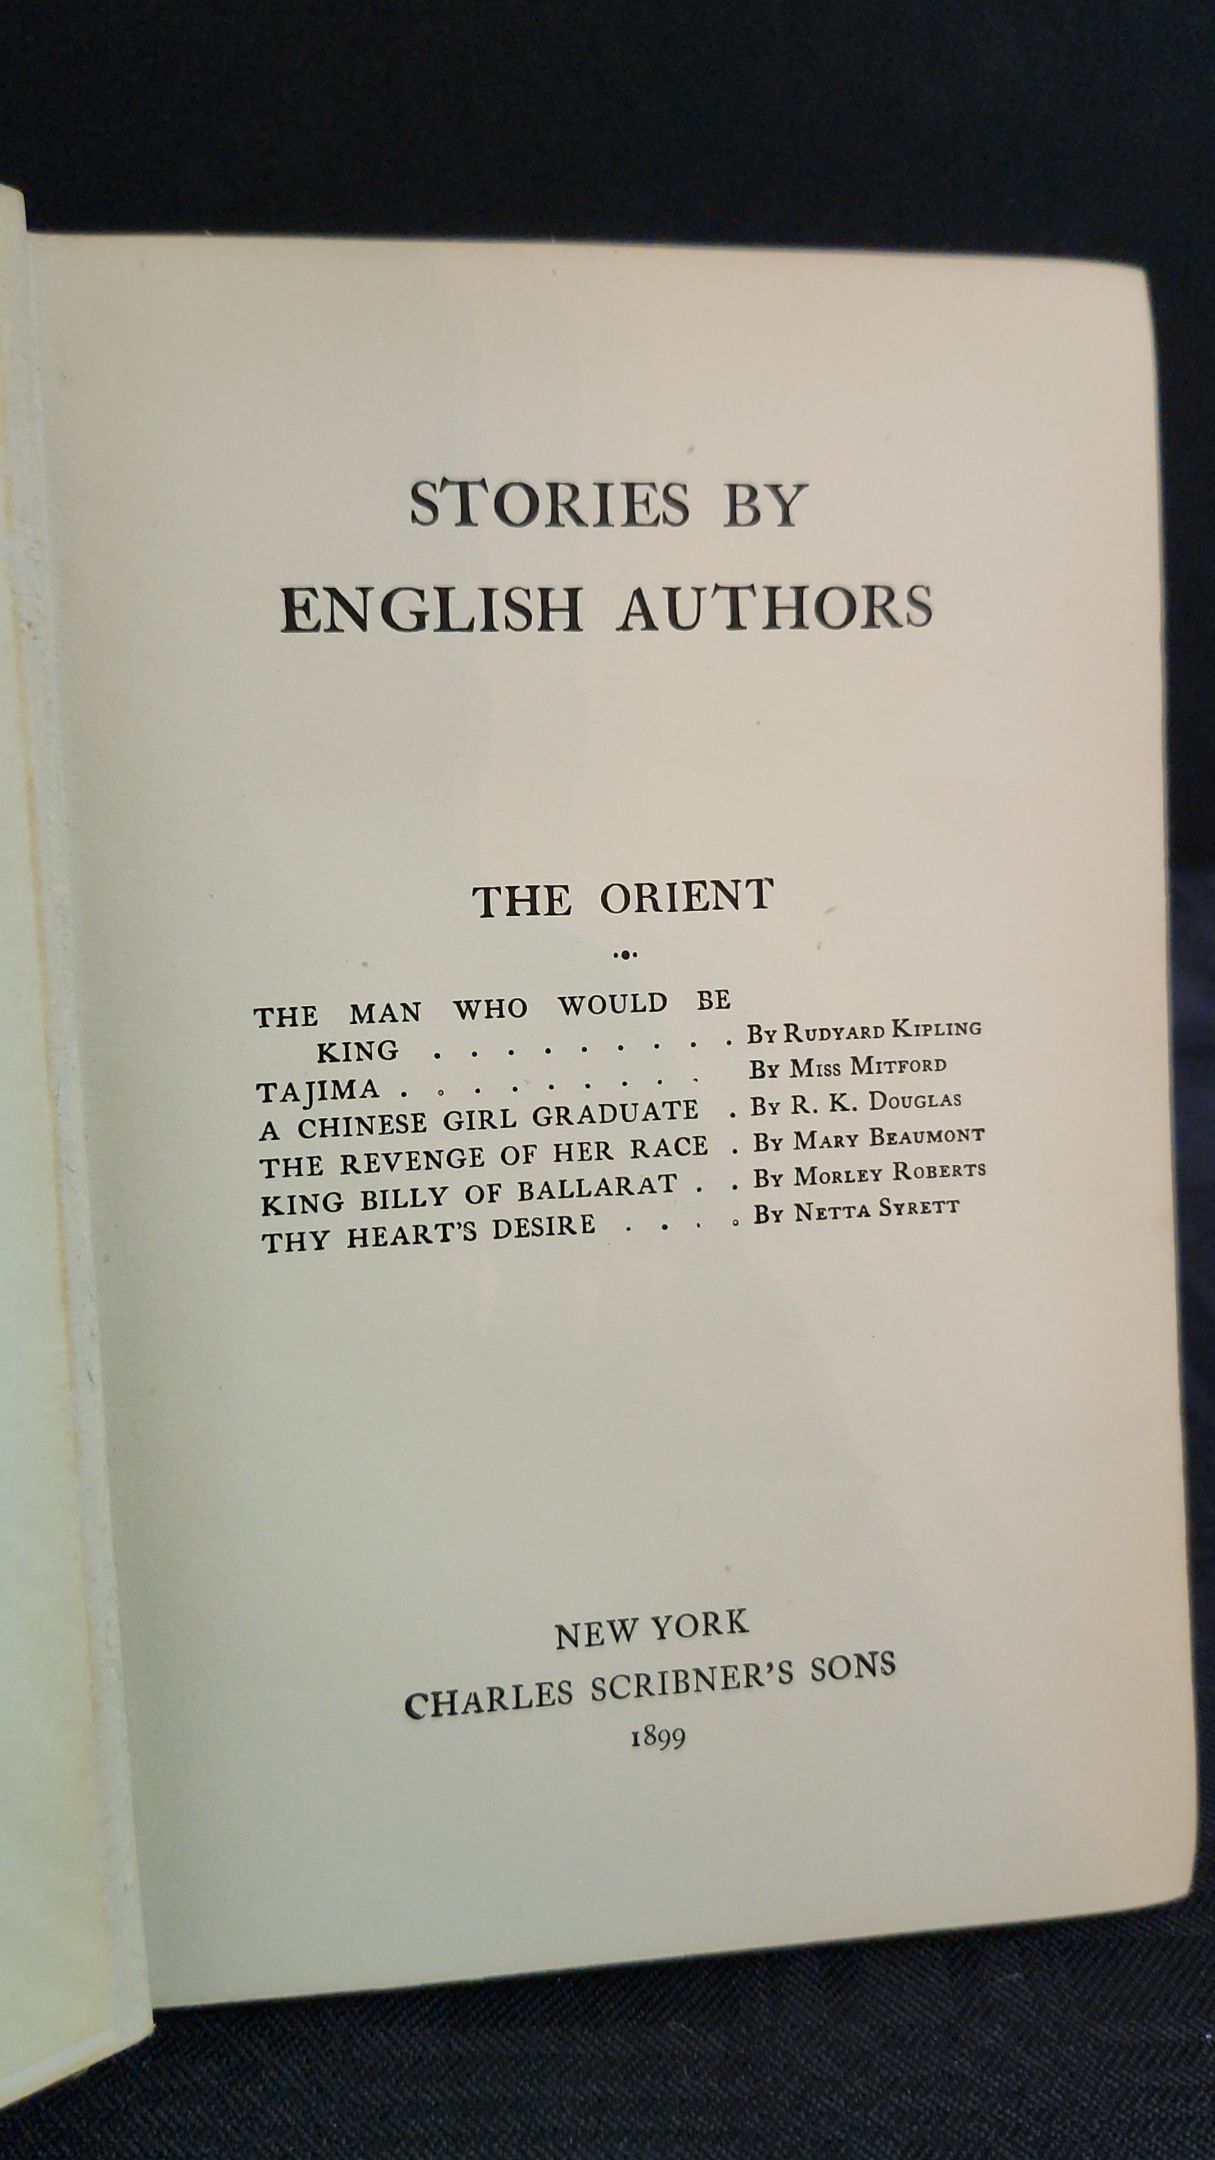 STORIES BY
ENGLISH AUTHORS
THE ORIENT
THE MAN WHO WOULD BE
KING . . . . . . . . . By Rudyard Kipling
TAJIMA . . . . . . . . . By Miss Mitford
A CHINESE GIRL GRADUATE . By R. K. Douglas
THE REVENGE OF HER RACE . By Mary Beaumont
KING BILLY OF BALLARAT . . By Morley Roberts
THY HEART'S DESIRE . . . . By Netta Syrett
NEW YORK
CHARLES SCRIBNER'S SONS
1899